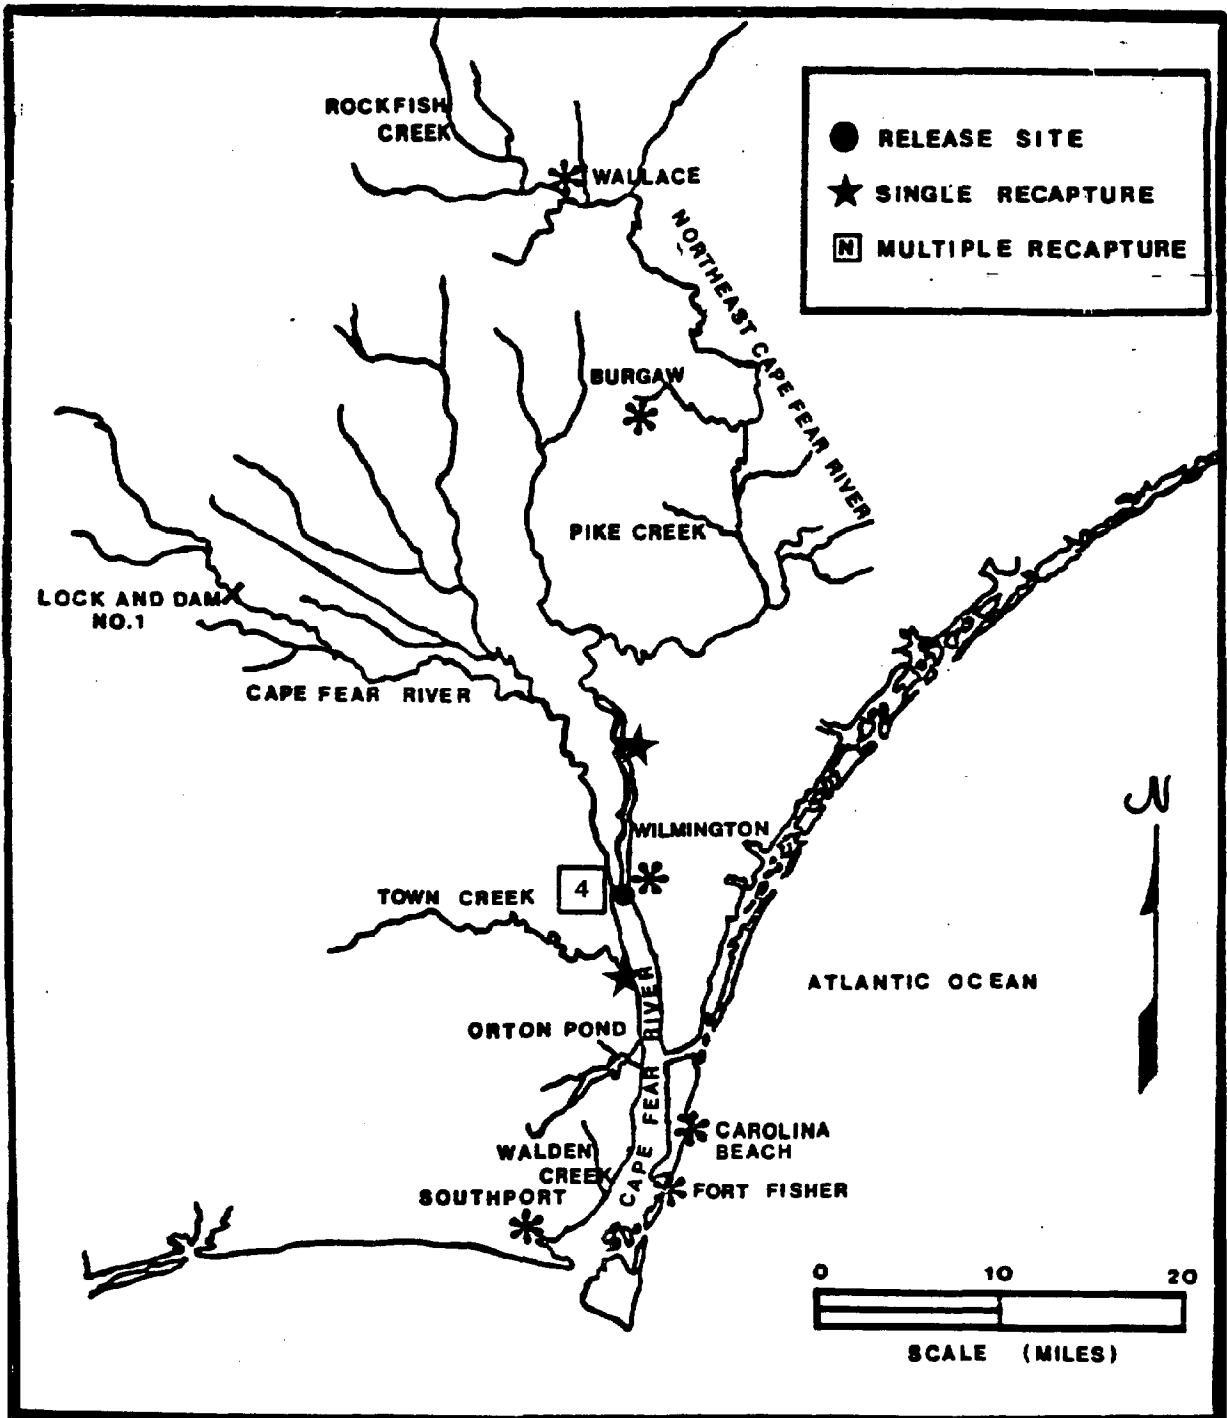 ROCKFISH
CREEK
WALLACE
RELEASE SITE
SINGLE RECAPTURE
N MULTIPLE RECAPTURE
NORTHEAST CAPE FEAR RIVER
BURGAW
PIKE CREEK
LOCK AND DAM
NO.1
CAPE FEAR RIVER
WILMINGTON
4
TOWN CREEK
N
ATLANTIC OCEAN
ORTON POND
CAPE FEAR RIVER
CAROLINA
BEACH
WALDEN
CREEK
SOUTHPORT
FORT FISHER
0 10 20
SCALE (MILES)